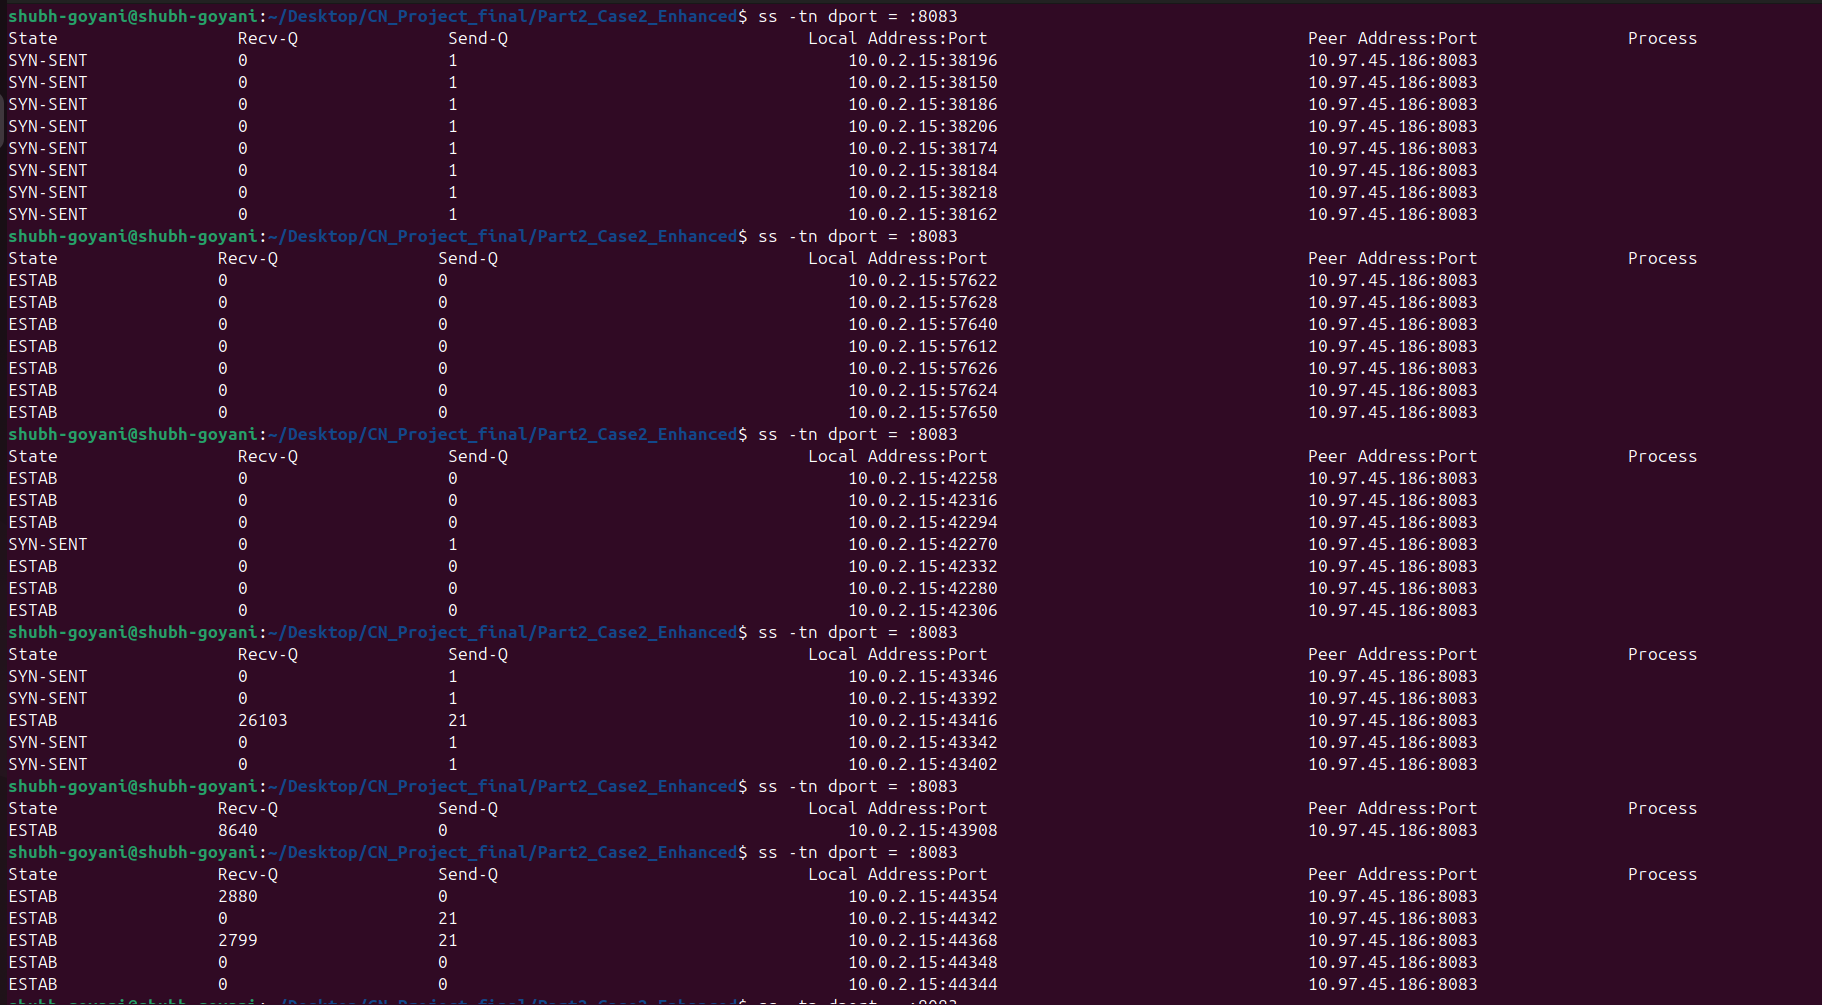 shubh-goyani@shubh-goyani:~/Desktop/CN_Project_final/Part2_Case2_Enhanced$ ss -tn dport = :8083
State Recv-Q Send-Q Local Address:Port Peer Address:Port Process
SYN-SENT 0 1 10.0.2.15:38196 10.97.45.186:8083
SYN-SENT 0 1 10.0.2.15:38150 10.97.45.186:8083
SYN-SENT 0 1 10.0.2.15:38186 10.97.45.186:8083
SYN-SENT 0 1 10.0.2.15:38206 10.97.45.186:8083
SYN-SENT 0 1 10.0.2.15:38174 10.97.45.186:8083
SYN-SENT 0 1 10.0.2.15:38184 10.97.45.186:8083
SYN-SENT 0 1 10.0.2.15:38218 10.97.45.186:8083
SYN-SENT 0 1 10.0.2.15:38162 10.97.45.186:8083
shubh-goyani@shubh-goyani:~/Desktop/CN_Project_final/Part2_Case2_Enhanced$ ss -tn dport = :8083
State Recv-Q Send-Q Local Address:Port Peer Address:Port Process
ESTAB 0 0 10.0.2.15:57622 10.97.45.186:8083
ESTAB 0 0 10.0.2.15:57628 10.97.45.186:8083
ESTAB 0 0 10.0.2.15:57640 10.97.45.186:8083
ESTAB 0 0 10.0.2.15:57612 10.97.45.186:8083
ESTAB 0 0 10.0.2.15:57626 10.97.45.186:8083
ESTAB 0 0 10.0.2.15:57624 10.97.45.186:8083
ESTAB 0 0 10.0.2.15:57650 10.97.45.186:8083
shubh-goyani@shubh-goyani:~/Desktop/CN_Project_final/Part2_Case2_Enhanced$ ss -tn dport = :8083
State Recv-Q Send-Q Local Address:Port Peer Address:Port Process
ESTAB 0 0 10.0.2.15:42258 10.97.45.186:8083
ESTAB 0 0 10.0.2.15:42316 10.97.45.186:8083
ESTAB 0 0 10.0.2.15:42294 10.97.45.186:8083
SYN-SENT 0 1 10.0.2.15:42270 10.97.45.186:8083
ESTAB 0 0 10.0.2.15:42332 10.97.45.186:8083
ESTAB 0 0 10.0.2.15:42280 10.97.45.186:8083
ESTAB 0 0 10.0.2.15:42306 10.97.45.186:8083
shubh-goyani@shubh-goyani:~/Desktop/CN_Project_final/Part2_Case2_Enhanced$ ss -tn dport = :8083
State Recv-Q Send-Q Local Address:Port Peer Address:Port Process
SYN-SENT 0 1 10.0.2.15:43346 10.97.45.186:8083
SYN-SENT 0 1 10.0.2.15:43392 10.97.45.186:8083
ESTAB 26103 21 10.0.2.15:43416 10.97.45.186:8083
SYN-SENT 0 1 10.0.2.15:43342 10.97.45.186:8083
SYN-SENT 0 1 10.0.2.15:43402 10.97.45.186:8083
shubh-goyani@shubh-goyani:~/Desktop/CN_Project_final/Part2_Case2_Enhanced$ ss -tn dport = :8083
State Recv-Q Send-Q Local Address:Port Peer Address:Port Process
ESTAB 8640 0 10.0.2.15:43908 10.97.45.186:8083
shubh-goyani@shubh-goyani:~/Desktop/CN_Project_final/Part2_Case2_Enhanced$ ss -tn dport = :8083
State Recv-Q Send-Q Local Address:Port Peer Address:Port Process
ESTAB 2880 0 10.0.2.15:44354 10.97.45.186:8083
ESTAB 0 21 10.0.2.15:44342 10.97.45.186:8083
ESTAB 2799 21 10.0.2.15:44368 10.97.45.186:8083
ESTAB 0 0 10.0.2.15:44348 10.97.45.186:8083
ESTAB 0 0 10.0.2.15:44344 10.97.45.186:8083